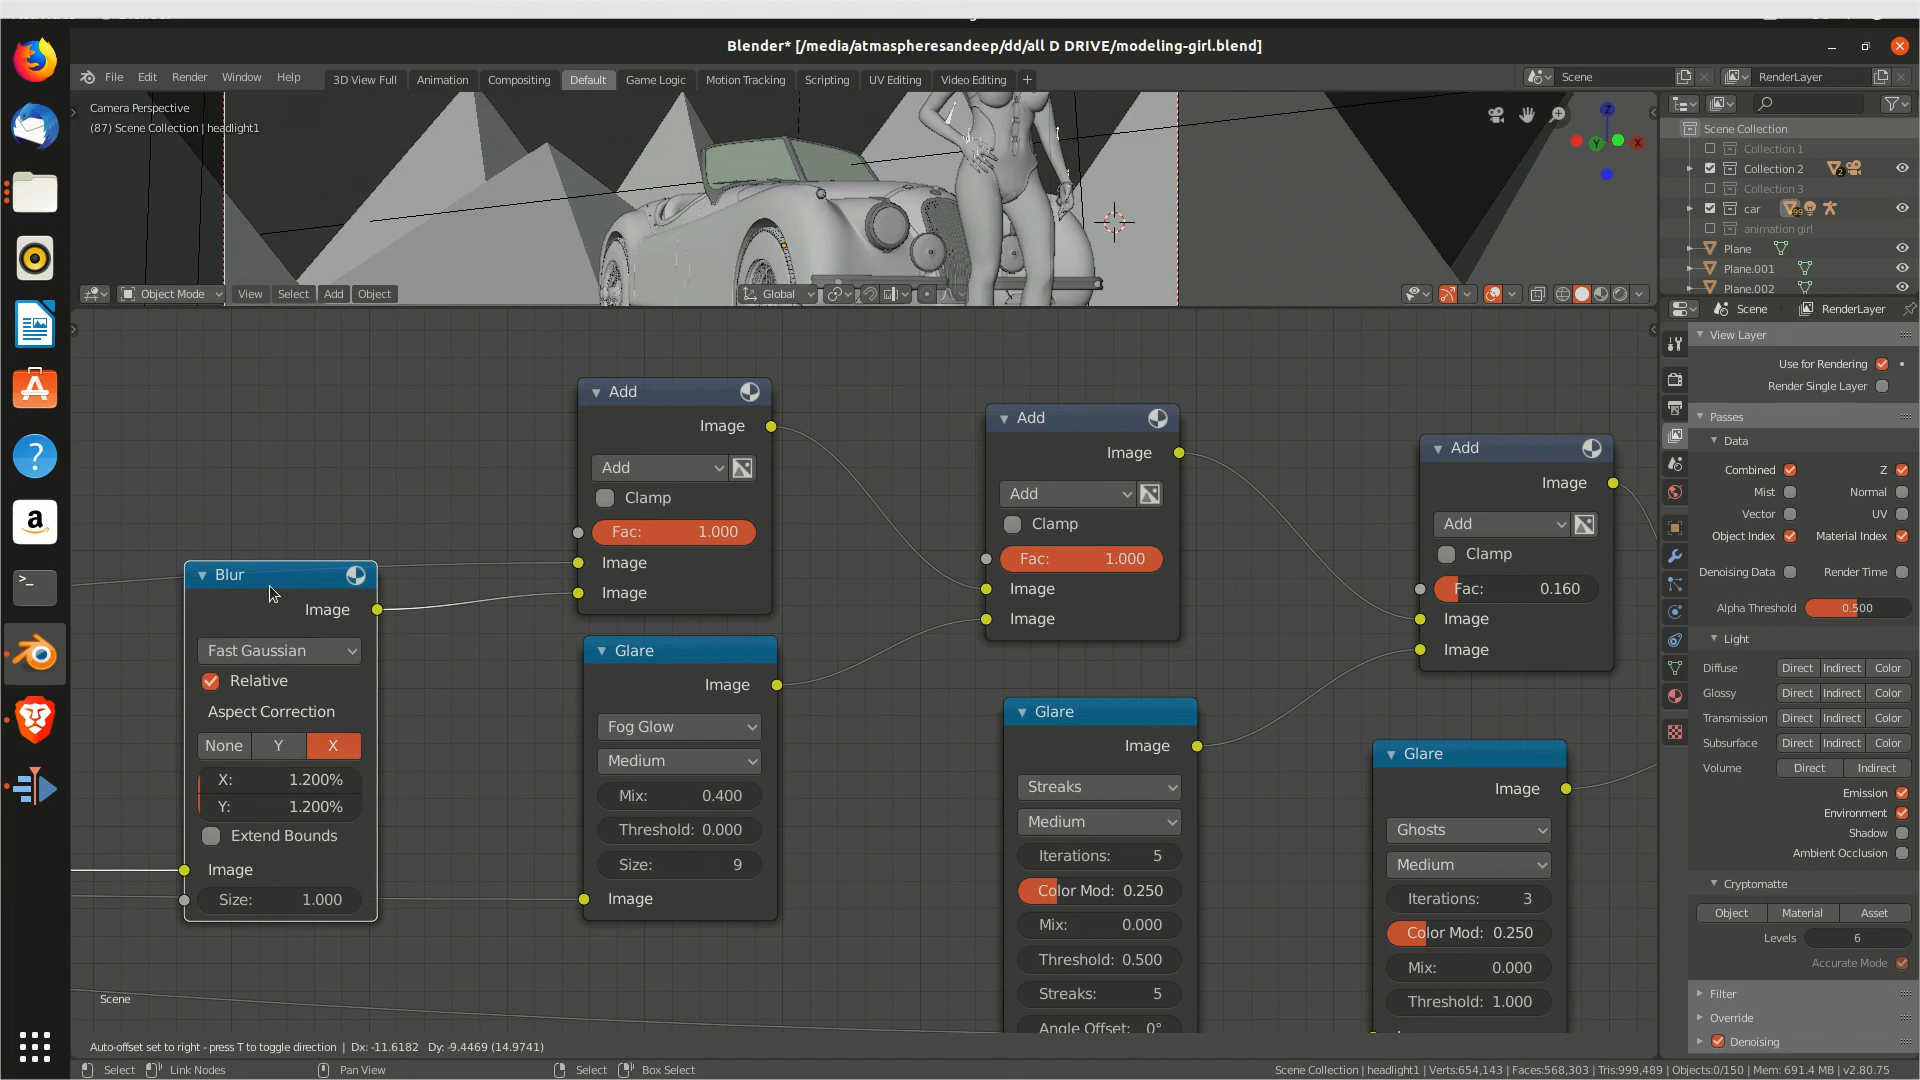 Blender* [/media/atmaspheresandeep/dd/all D DRIVE/modeling-girl.blend]
File Edit Render Window Help 3D View Full Animation Compositing Default Game Logic Motion Tracking Scripting UV Editing Video Editing + Scene RenderLayer
Camera Perspective
(87) Scene Collection | headlight1
Z
Y
X
Object Mode View Select Add Object Global
Scene Collection
Collection 1
Collection 2 2
Collection 3
car 99
animation girl
Plane
Plane.001
Plane.002
Scene RenderLayer
View Layer
Use for Rendering
Render Single Layer
Passes
Data
Combined Z
Mist Normal
Vector UV
Object Index Material Index
Denoising Data Render Time
Alpha Threshold 0.500
Light
Diffuse Direct Indirect Color
Glossy Direct Indirect Color
Transmission Direct Indirect Color
Subsurface Direct Indirect Color
Volume Direct Indirect
Emission
Environment
Shadow
Ambient Occlusion
Cryptomatte
Object Material Asset
Levels 6
Accurate Mode
Filter
Override
Denoising
Blur
Image
Fast Gaussian
Relative
Aspect Correction
None Y X
X: 1.200%
Y: 1.200%
Extend Bounds
Image
Size: 1.000
Add
Image
Add
Clamp
Fac: 1.000
Image
Image
Glare
Image
Fog Glow
Medium
Mix: 0.400
Threshold: 0.000
Size: 9
Image
Add
Image
Add
Clamp
Fac: 1.000
Image
Image
Glare
Image
Streaks
Medium
Iterations: 5
Color Mod: 0.250
Mix: 0.000
Threshold: 0.500
Streaks: 5
Angle Offset: 0°
Add
Image
Add
Clamp
Fac: 0.160
Image
Image
Glare
Image
Ghosts
Medium
Iterations: 3
Color Mod: 0.250
Mix: 0.000
Threshold: 1.000
Scene
Auto-offset set to right - press T to toggle direction | Dx: -11.6182 Dy: -9.4469 (14.9741)
Select Link Nodes Pan View Select Box Select Scene Collection | headlight1 | Verts:654,143 | Faces:568,303 | Tris:999,489 | Objects:0/150 | Mem: 691.4 MB | v2.80.75